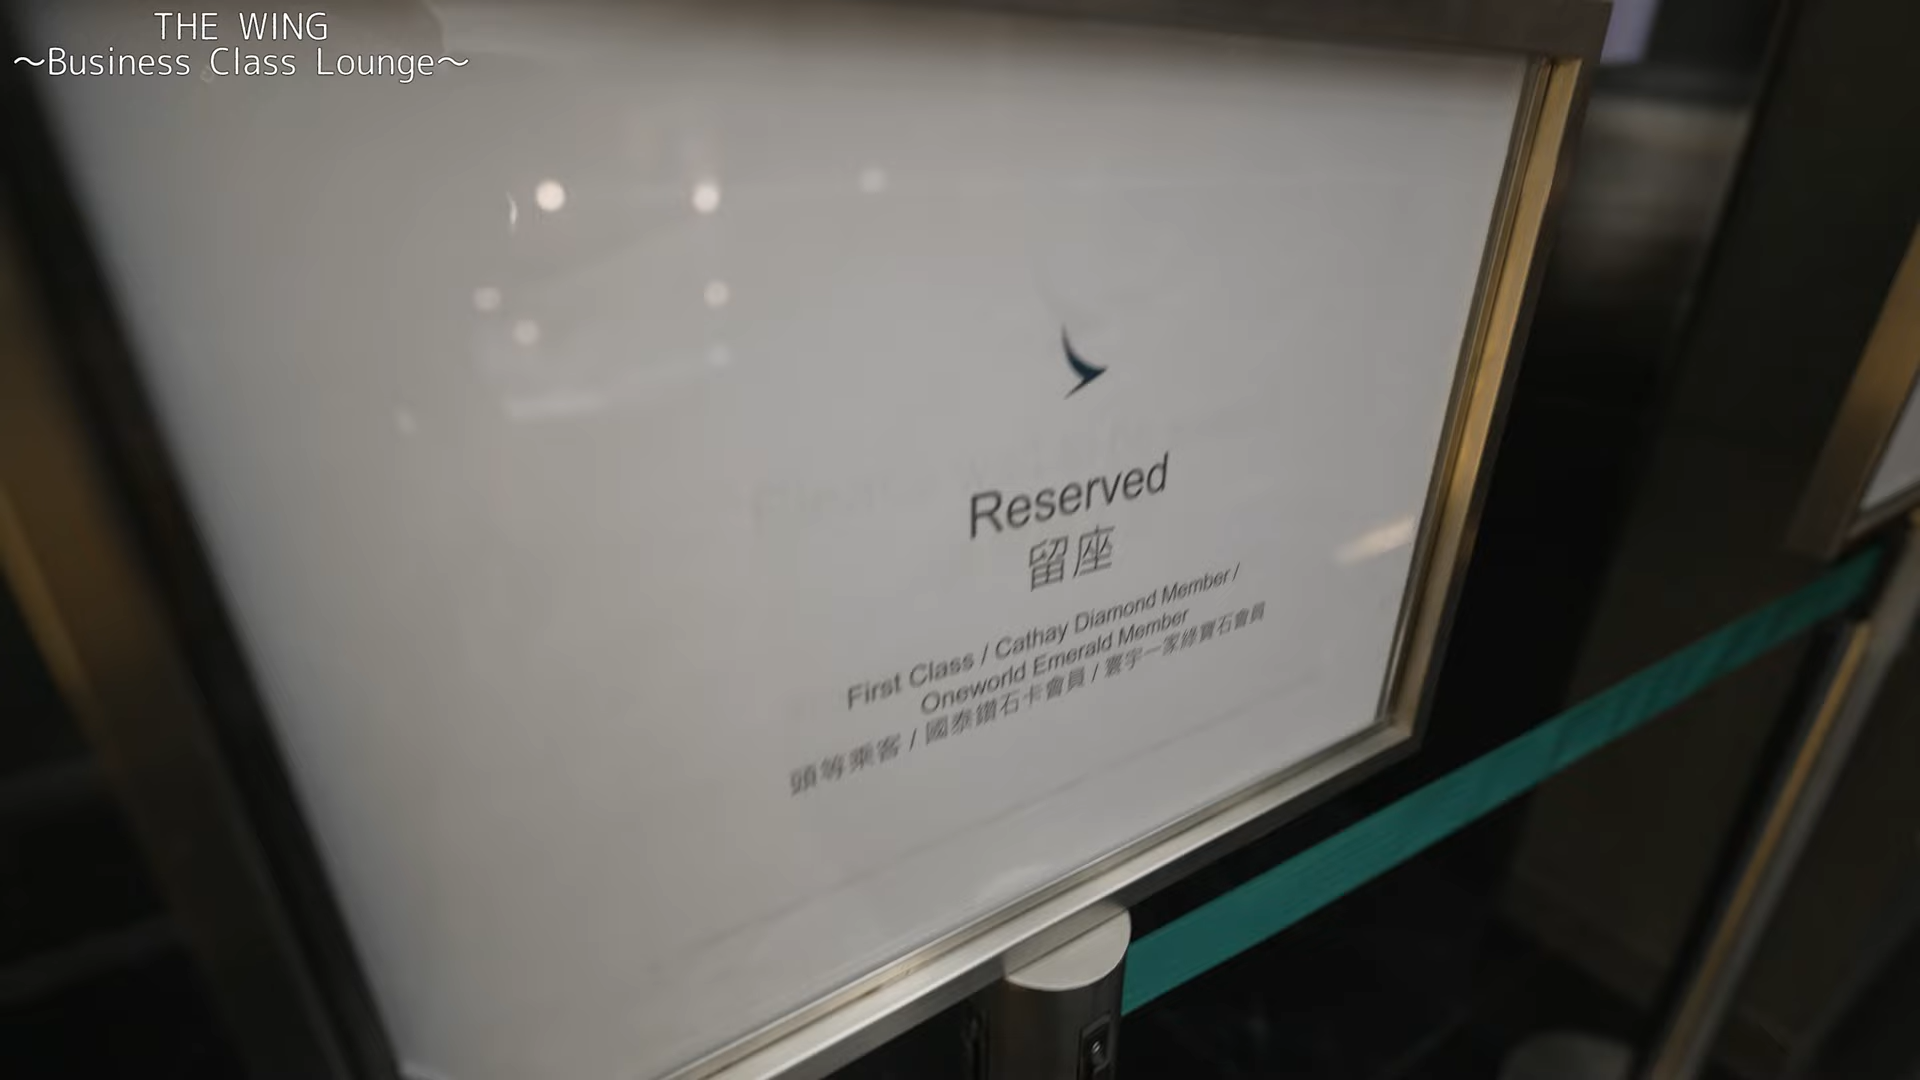 THE WING
～Business Class Lounge～
Reserved
留座
First Class / Cathay Diamond Member /
Oneworld Emerald Member
頭等乘客 / 國泰鑽石卡會員 / 寰宇一家綠寶石會員